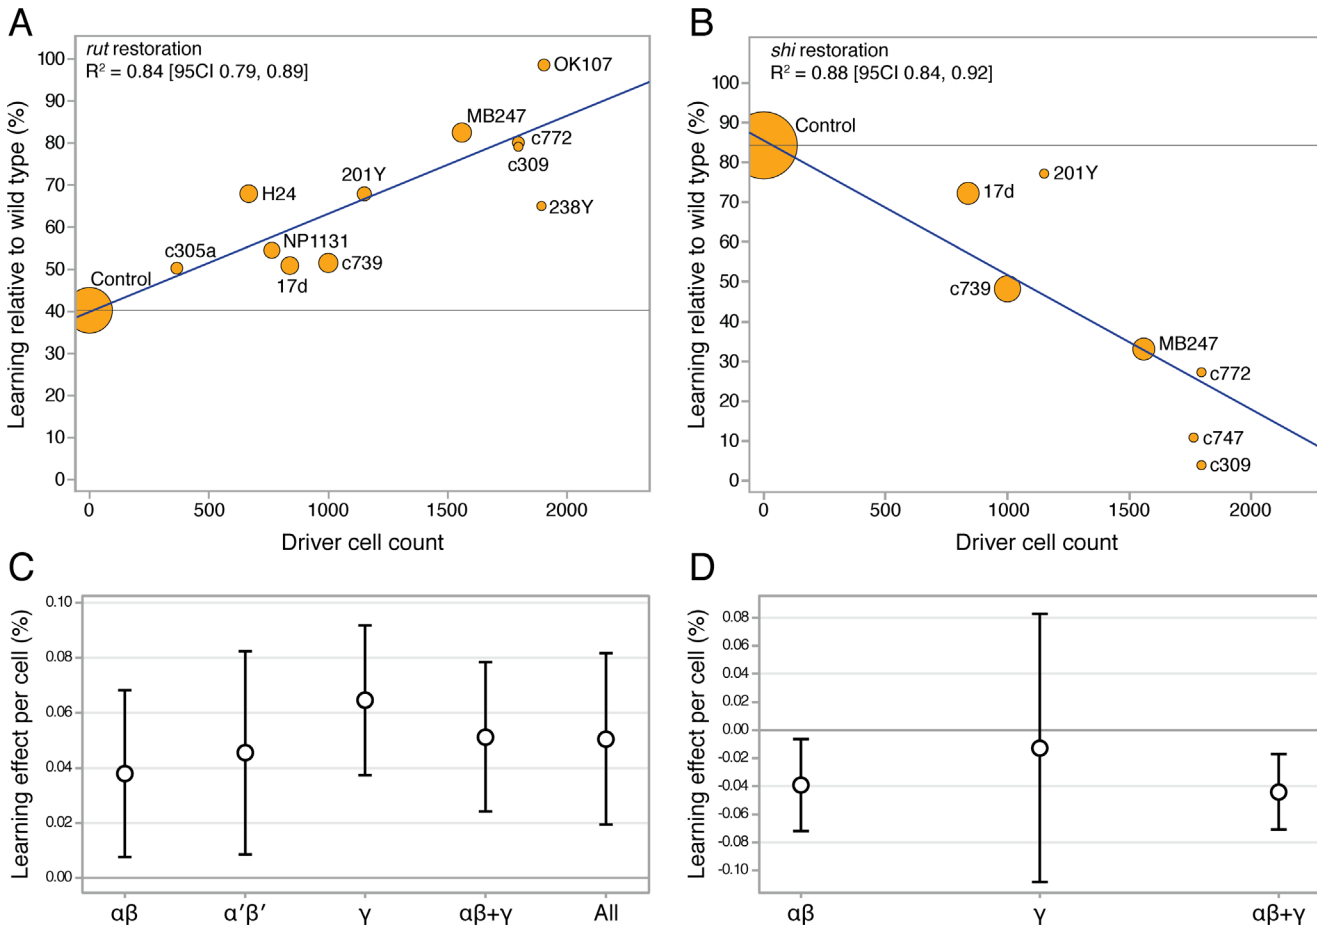 A
rut restoration
R² = 0.84 [95CI 0.79, 0.89]
Learning relative to wild type (%)
100
90
80
70
60
50
40
30
20
10
0
OK107
MB247
c772
c309
201Y
H24
238Y
NP1131
c305a
c739
17d
Control
0
500
1000
1500
2000
Driver cell count
B
shi restoration
R² = 0.88 [95CI 0.84, 0.92]
Learning relative to wild type (%)
100
90
80
70
60
50
40
30
20
10
0
Control
201Y
17d
c739
MB247
c772
c747
c309
0
500
1000
1500
2000
Driver cell count
C
Learning effect per cell (%)
0.10
0.08
0.06
0.04
0.02
0.00
αβ
α′β′
γ
αβ+γ
All
D
Learning effect per cell (%)
0.08
0.06
0.04
0.02
0.00
-0.02
-0.04
-0.06
-0.08
-0.10
αβ
γ
αβ+γ